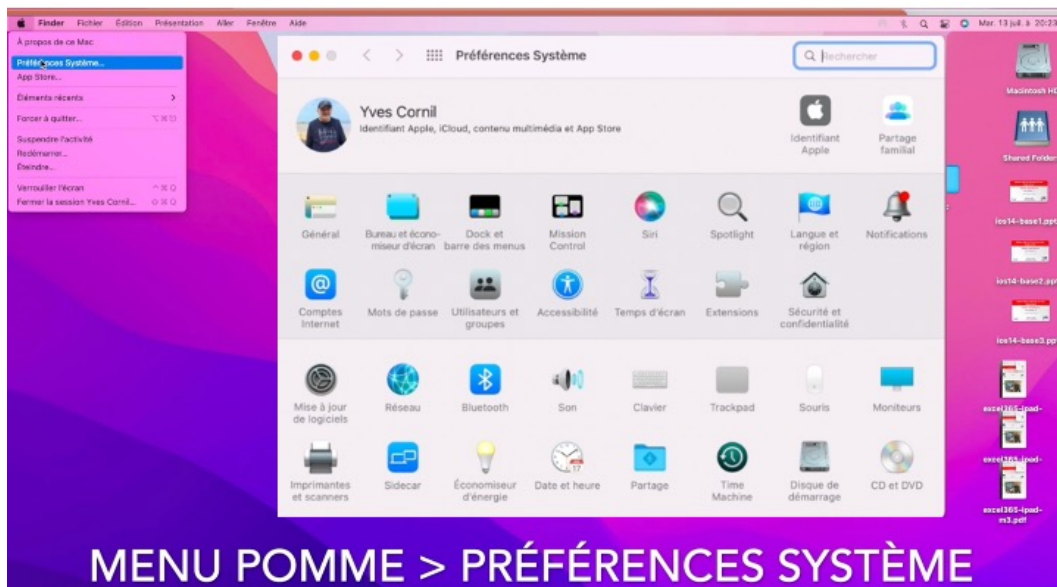 Finder Fichier Édition Présentation Aller Fenêtre Aide
Mar. 13 juil. à 20:23
À propos de ce Mac
Préférences Système...
App Store...
Éléments récents >
Forcer à quitter...
Suspendre l'activité
Redémarrer...
Éteindre...
Verrouiller l'écran
Fermer la session Yves Cornil...
Préférences Système
Rechercher
Yves Cornil
Identifiant Apple, iCloud, contenu multimédia et App Store
Identifiant
Apple
Partage
familial
Général
Bureau et écono-
miseur d'écran
Dock et
barre des menus
Mission
Control
Siri
Spotlight
Langue et
région
Notifications
Comptes
Internet
Mots de passe
Utilisateurs et
groupes
Accessibilité
Temps d'écran
Extensions
Sécurité et
confidentialité
Mise à jour
de logiciels
Réseau
Bluetooth
Son
Clavier
Trackpad
Souris
Moniteurs
Imprimantes
et scanners
Sidecar
Économiseur
d'énergie
Date et heure
Partage
Time
Machine
Disque de
démarrage
CD et DVD
Macintosh HD
Shared Folder
ios14-base1.ppt
ios14-base2.ppt
ios14-base3.ppt
excel365-ipad-
excel365-ipad-
excel365-ipad-
m3.pdf
MENU POMME > PRÉFÉRENCES SYSTÈME